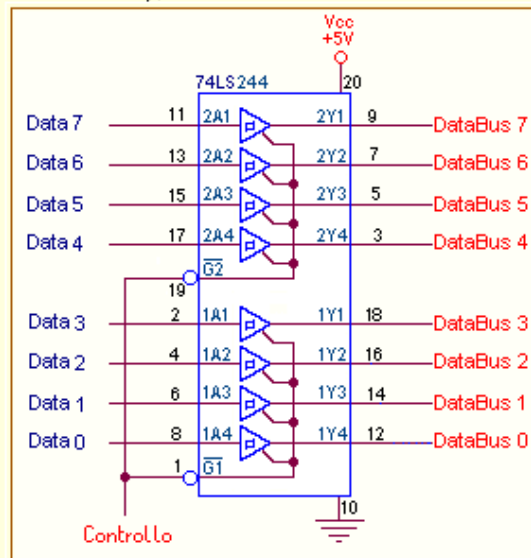 Vcc
+5V
74LS244
20
Data 7 11 2A1 2Y1 9 DataBus 7
Data 6 13 2A2 2Y2 7 DataBus 6
Data 5 15 2A3 2Y3 5 DataBus 5
Data 4 17 2A4 2Y4 3 DataBus 4
G2
19
Data 3 2 1A1 1Y1 18 DataBus 3
Data 2 4 1A2 1Y2 16 DataBus 2
Data 1 6 1A3 1Y3 14 DataBus 1
Data 0 8 1A4 1Y4 12 DataBus 0
1 G1
10
Controllo